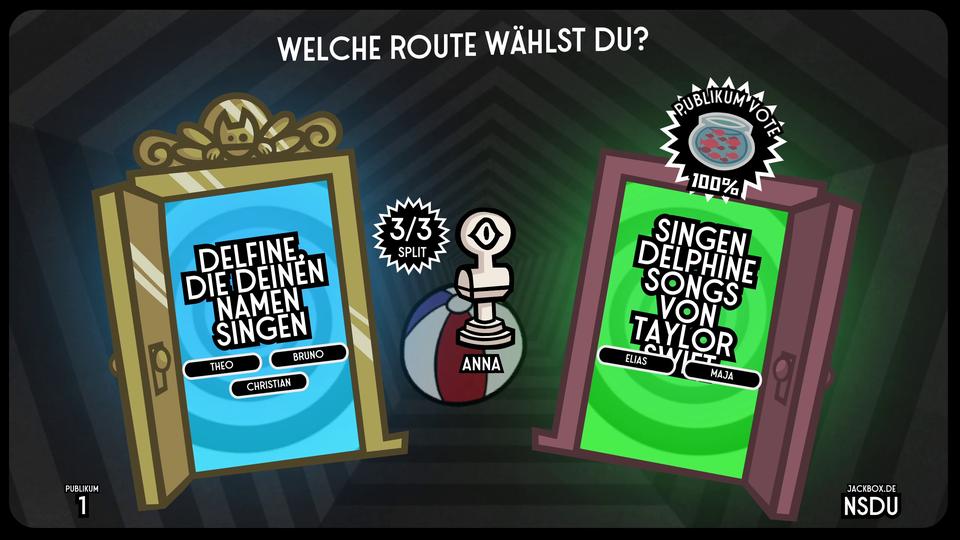 WELCHE ROUTE WÄHLST DU?
DELFINE,
DIE DEINEN
NAMEN
SINGEN
THEO
BRUNO
CHRISTIAN
3/3
SPLIT
ANNA
PUBLIKUM VOTE
100%
SINGEN
DELPHINE
SONGS
VON
TAYLOR
SWIFT
ELIAS
MAJA
PUBLIKUM
1
JACKBOX.DE
NSDU